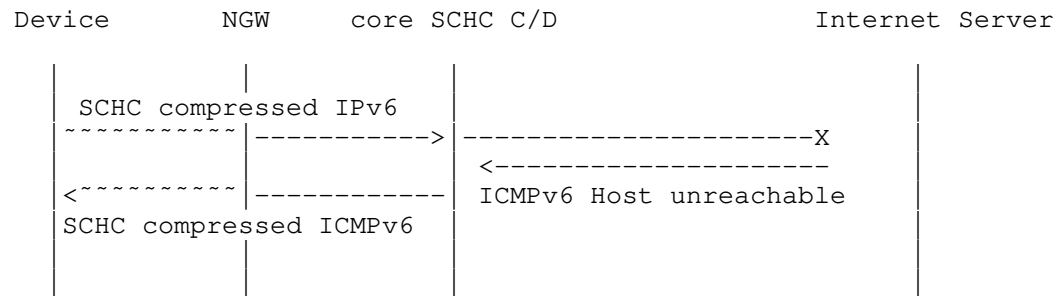 Device NGW core SCHC C/D Internet Server
SCHC compressed IPv6
~~~~~~~~~~~|----------->|----------------------X
<---------------------
<~~~~~~~~~~|------------| ICMPv6 Host unreachable
SCHC compressed ICMPv6